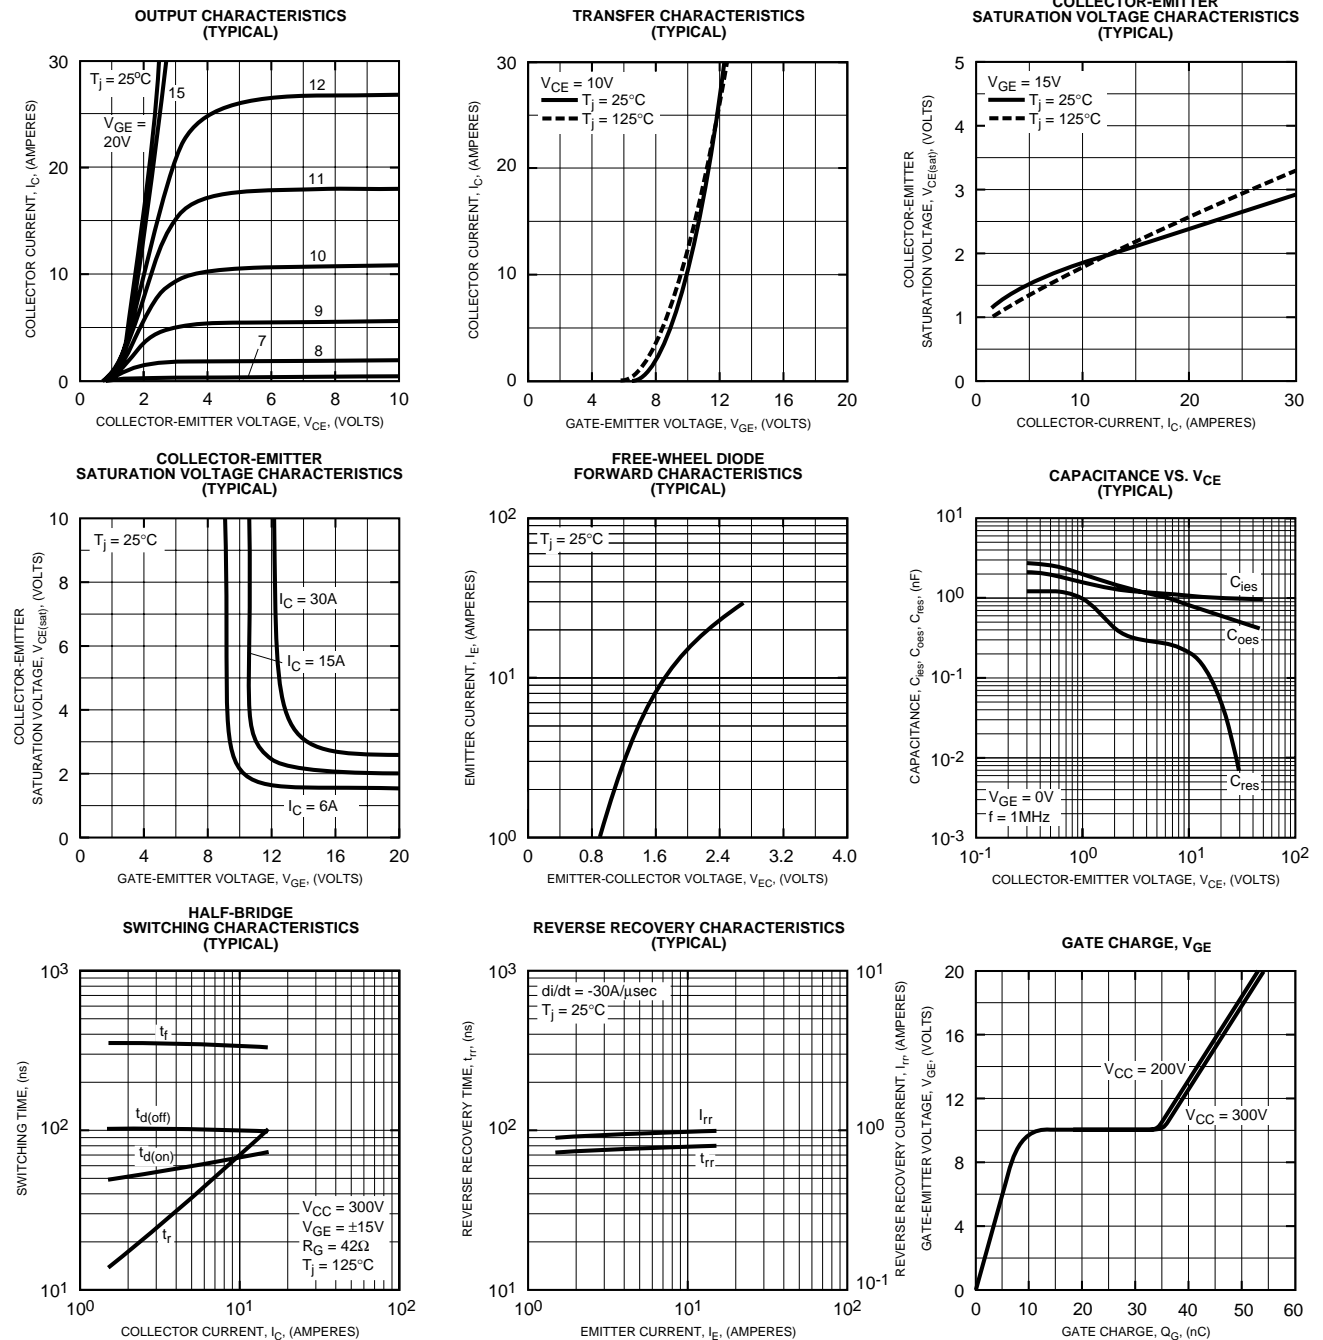 OUTPUT CHARACTERISTICS
(TYPICAL)
30
20
10
0
0
2
4
6
8
10
COLLECTOR CURRENT, IC, (AMPERES)
COLLECTOR-EMITTER VOLTAGE, VCE, (VOLTS)
Tj = 25°C
VGE =
20V
15
12
11
10
9
8
7
TRANSFER CHARACTERISTICS
(TYPICAL)
30
20
10
0
0
4
8
12
16
20
COLLECTOR CURRENT, IC, (AMPERES)
GATE-EMITTER VOLTAGE, VGE, (VOLTS)
VCE = 10V
Tj = 25°C
Tj = 125°C
COLLECTOR-EMITTER
SATURATION VOLTAGE CHARACTERISTICS
(TYPICAL)
5
4
3
2
1
0
0
10
20
30
COLLECTOR-EMITTER
SATURATION VOLTAGE, VCE(sat), (VOLTS)
COLLECTOR-CURRENT, IC, (AMPERES)
VGE = 15V
Tj = 25°C
Tj = 125°C
COLLECTOR-EMITTER
SATURATION VOLTAGE CHARACTERISTICS
(TYPICAL)
10
8
6
4
2
0
0
4
8
12
16
20
COLLECTOR-EMITTER
SATURATION VOLTAGE, VCE(sat), (VOLTS)
GATE-EMITTER VOLTAGE, VGE, (VOLTS)
Tj = 25°C
IC = 30A
IC = 15A
IC = 6A
FREE-WHEEL DIODE
FORWARD CHARACTERISTICS
(TYPICAL)
10²
10¹
10⁰
0
0.8
1.6
2.4
3.2
4.0
EMITTER CURRENT, IE, (AMPERES)
EMITTER-COLLECTOR VOLTAGE, VEC, (VOLTS)
Tj = 25°C
CAPACITANCE VS. VCE
(TYPICAL)
10¹
10⁰
10⁻¹
10⁻²
10⁻³
10⁻¹
10⁰
10¹
10²
CAPACITANCE, Cies, Coes, Cres, (nF)
COLLECTOR-EMITTER VOLTAGE, VCE, (VOLTS)
Cies
Coes
Cres
VGE = 0V
f = 1MHz
HALF-BRIDGE
SWITCHING CHARACTERISTICS
(TYPICAL)
10³
10²
10¹
10⁰
10¹
10²
SWITCHING TIME, (ns)
COLLECTOR CURRENT, IC, (AMPERES)
tf
td(off)
td(on)
tr
VCC = 300V
VGE = ±15V
RG = 42Ω
Tj = 125°C
REVERSE RECOVERY CHARACTERISTICS
(TYPICAL)
10³
10²
10¹
10⁰
10¹
10²
10¹
10⁰
10⁻¹
REVERSE RECOVERY TIME, trr, (ns)
REVERSE RECOVERY CURRENT, Irr, (AMPERES)
EMITTER CURRENT, IE, (AMPERES)
di/dt = -30A/μsec
Tj = 25°C
Irr
trr
GATE CHARGE, VGE
20
16
12
8
4
0
0
10
20
30
40
50
60
GATE-EMITTER VOLTAGE, VGE, (VOLTS)
GATE CHARGE, QG, (nC)
VCC = 200V
VCC = 300V